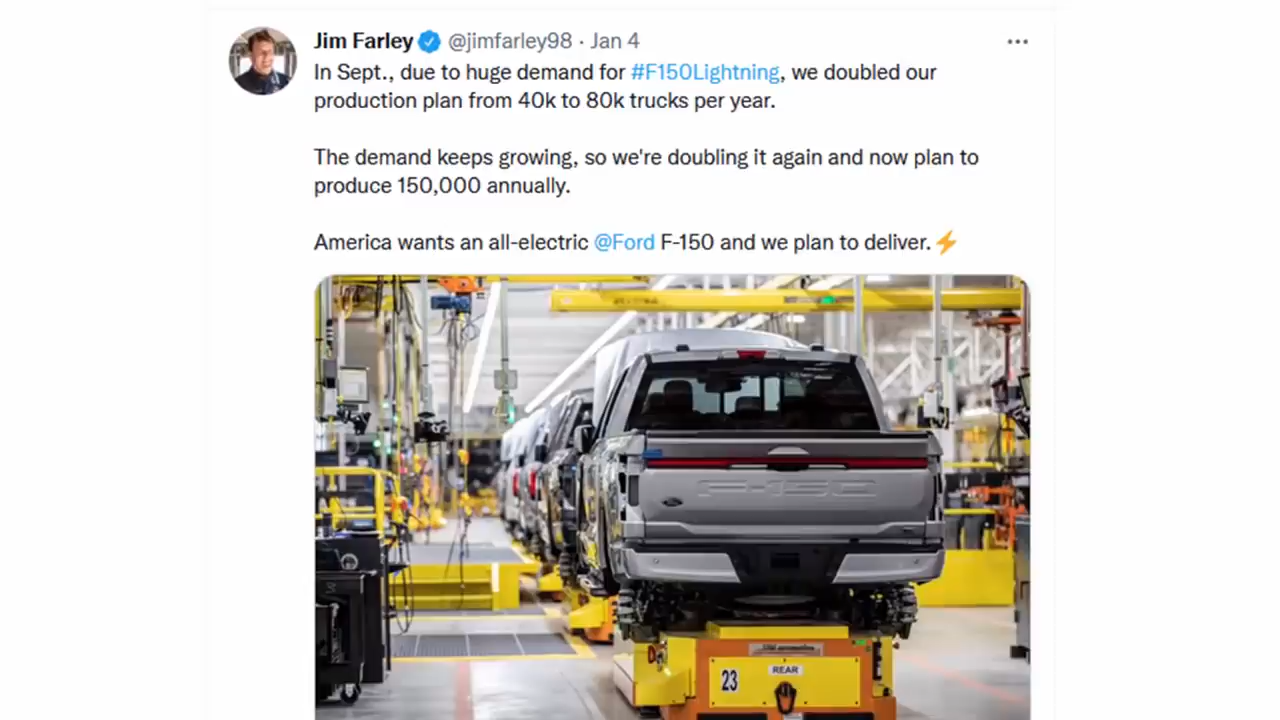 Jim Farley @jimfarley98 · Jan 4
In Sept., due to huge demand for #F150Lightning, we doubled our
production plan from 40k to 80k trucks per year.
The demand keeps growing, so we're doubling it again and now plan to
produce 150,000 annually.
America wants an all-electric @Ford F-150 and we plan to deliver.⚡
F-150
23
REAR